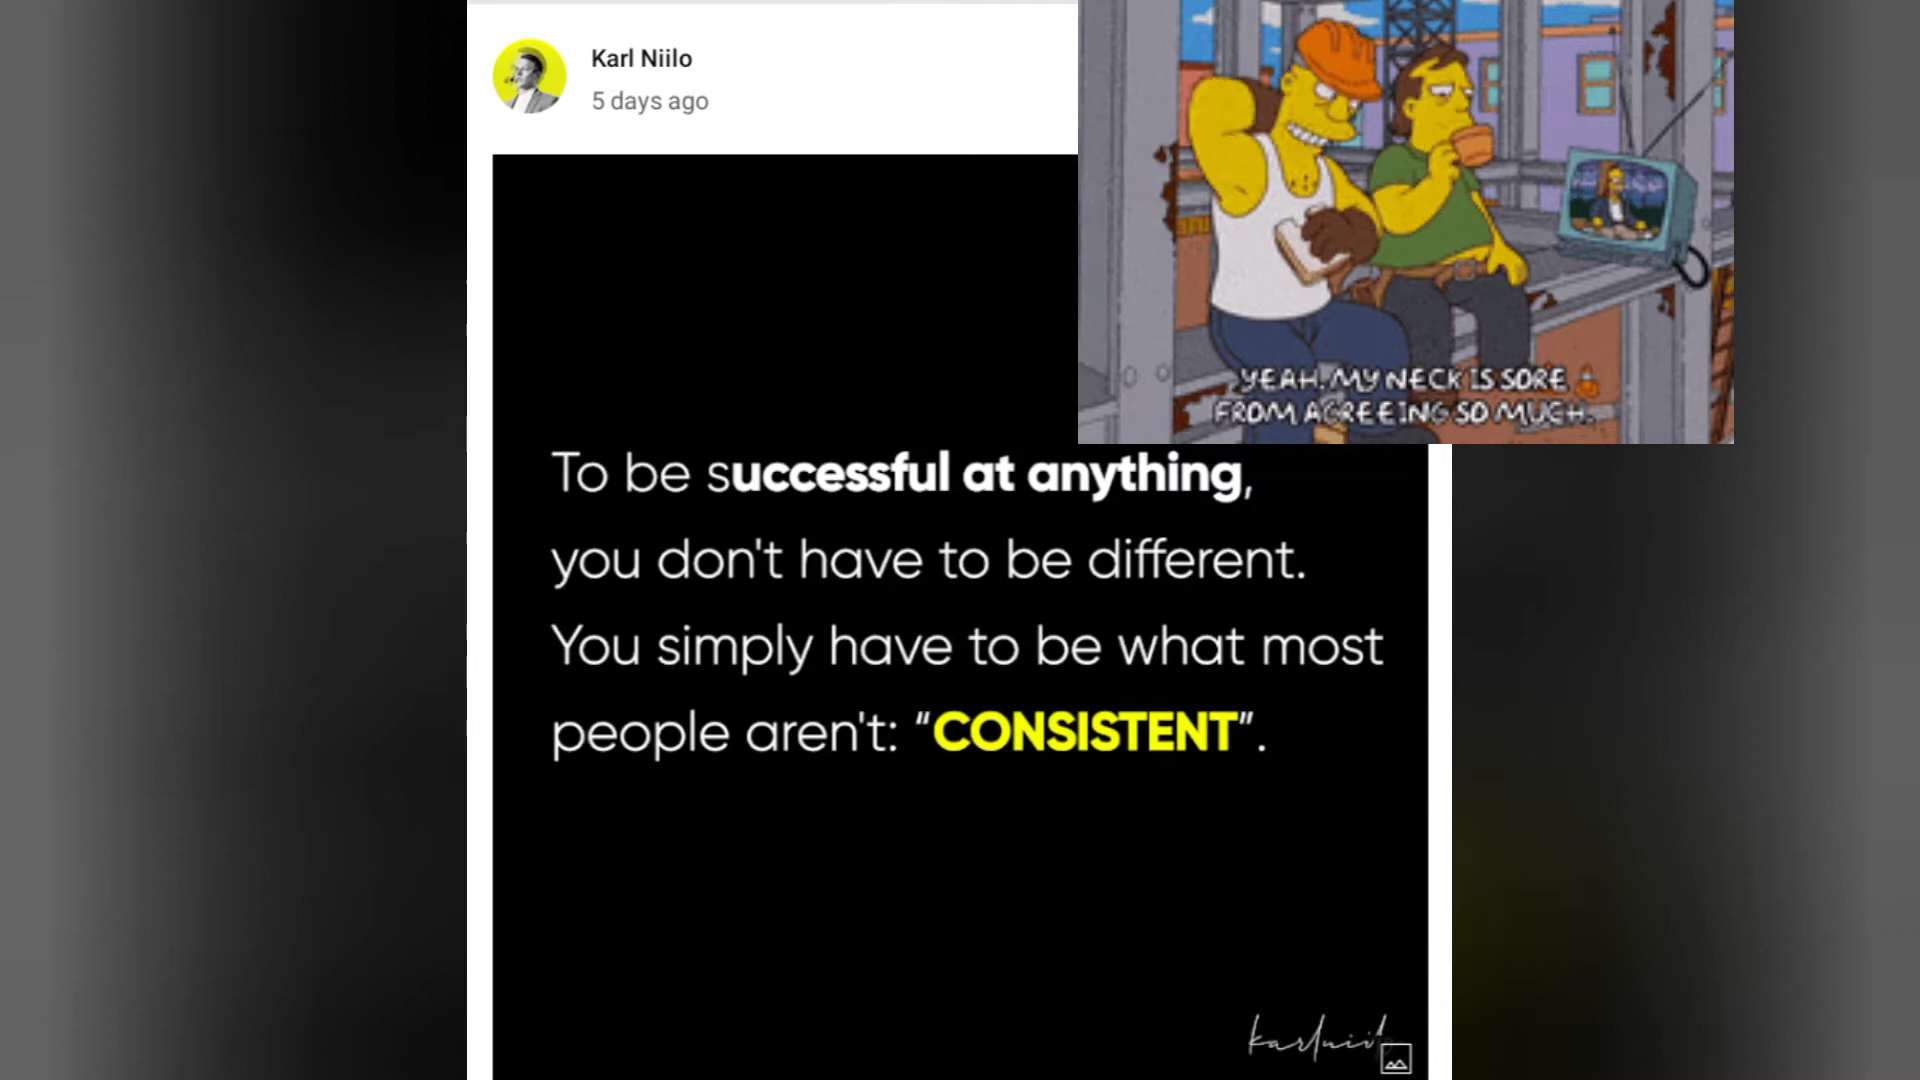 Karl Niilo
5 days ago
YEAH. MY NECK IS SORE
FROM AGREEING SO MUCH.
To be successful at anything,
you don't have to be different.
You simply have to be what most
people aren't: “CONSISTENT”.
karlniilo